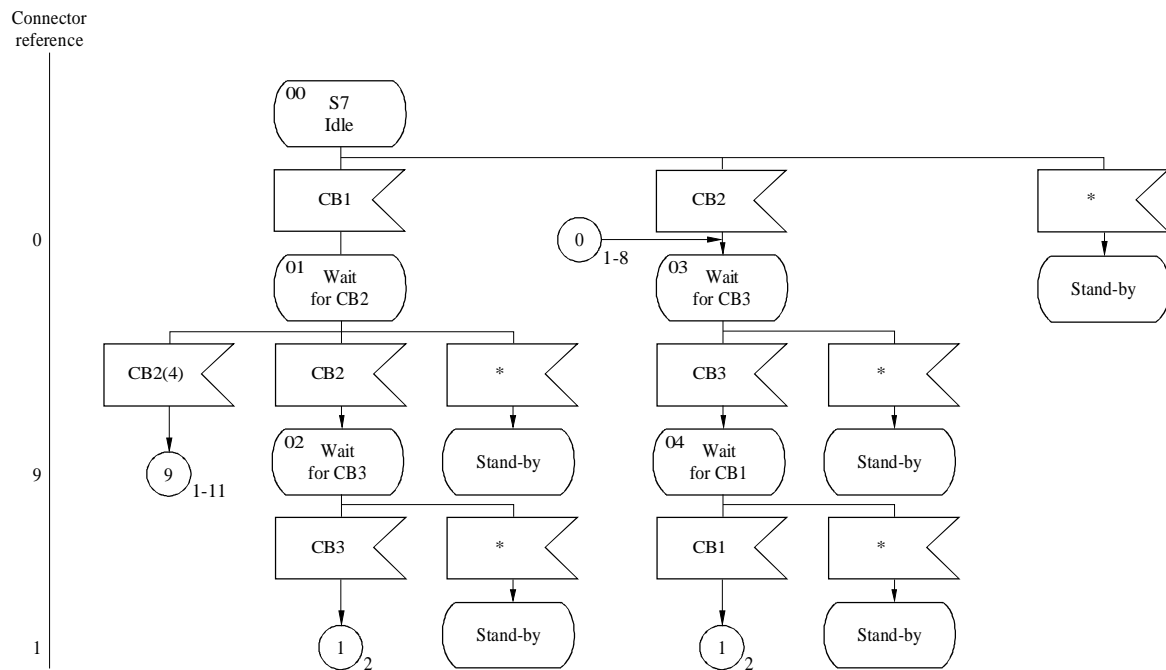 Connector
reference
00
S7
Idle
CB1
CB2
*
0
0
1-8
01
Wait
for CB2
03
Wait
for CB3
Stand-by
CB2(4)
CB2
*
CB3
*
9
9
1-11
02
Wait
for CB3
Stand-by
04
Wait
for CB1
Stand-by
CB3
*
CB1
*
1
1
2
Stand-by
1
2
Stand-by